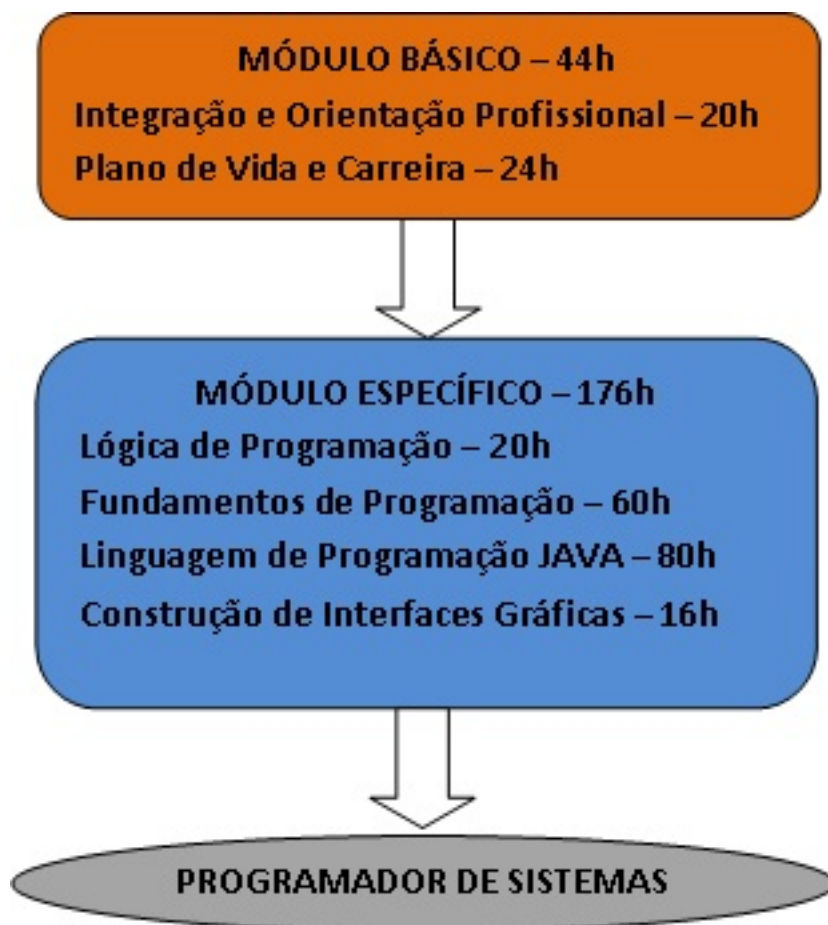 MÓDULO BÁSICO – 44h
Integração e Orientação Profissional – 20h
Plano de Vida e Carreira – 24h
MÓDULO ESPECÍFICO – 176h
Lógica de Programação – 20h
Fundamentos de Programação – 60h
Linguagem de Programação JAVA – 80h
Construção de Interfaces Gráficas – 16h
PROGRAMADOR DE SISTEMAS